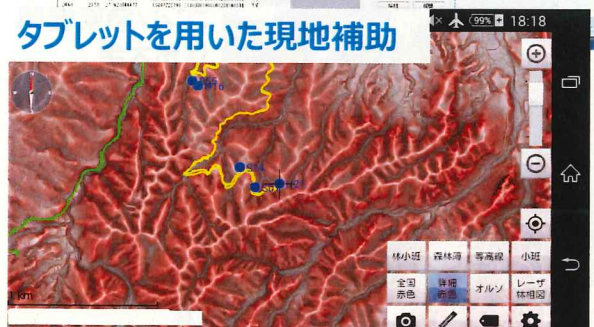 タブレットを用いた現地補助
99%
18:18
1 km
林小班
森林簿
等高線
小班
全国
赤色
詳細
赤色
オルソ
レーザ
林相図